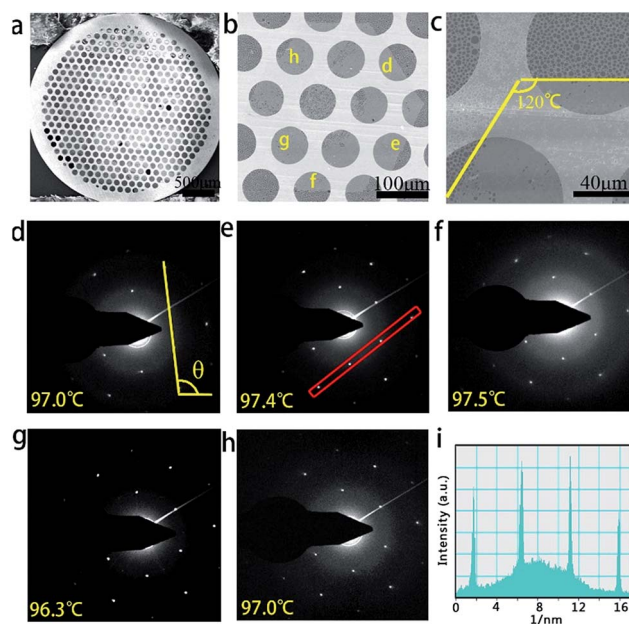 a
b
c
h
d
g
e
f
500μm
100μm
120℃
40μm
d
e
f
θ
97.0℃
97.4℃
97.5℃
g
h
i
96.3℃
97.0℃
Intensity (a.u.)
0 4 8 12 16
1/nm